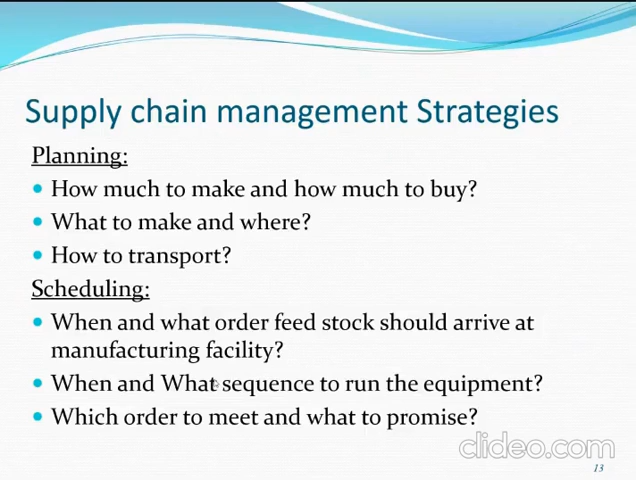 Supply chain management Strategies
Planning:
• How much to make and how much to buy?
• What to make and where?
• How to transport?
Scheduling:
• When and what order feed stock should arrive at
manufacturing facility?
• When and What sequence to run the equipment?
• Which order to meet and what to promise?
clideo.com
13